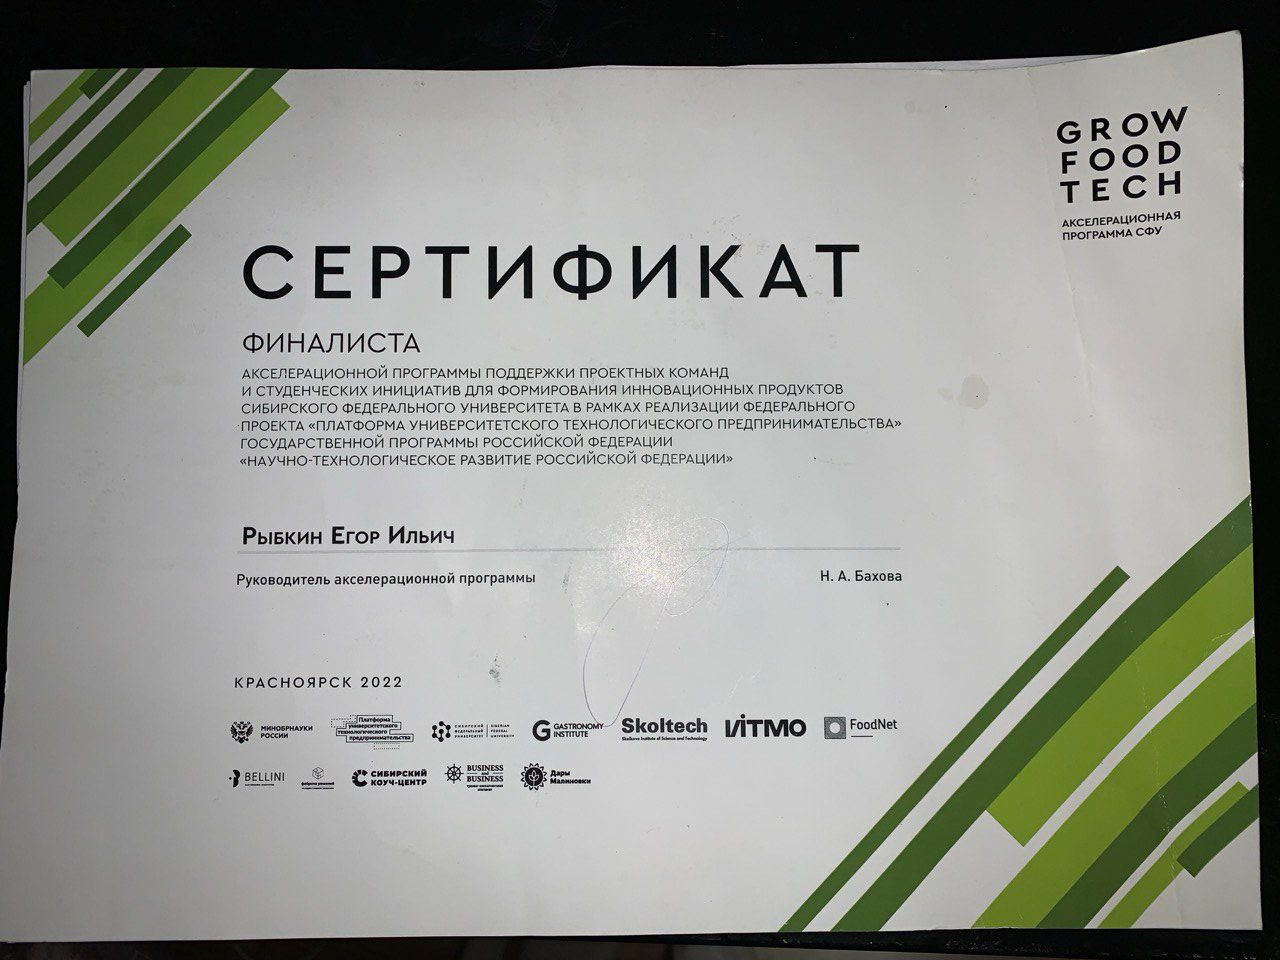 GROW
FOOD
TECH
АКСЕЛЕРАЦИОННАЯ
ПРОГРАММА СФУ
СЕРТИФИКАТ
ФИНАЛИСТА
АКСЕЛЕРАЦИОННОЙ ПРОГРАММЫ ПОДДЕРЖКИ ПРОЕКТНЫХ КОМАНД
И СТУДЕНЧЕСКИХ ИНИЦИАТИВ ДЛЯ ФОРМИРОВАНИЯ ИННОВАЦИОННЫХ ПРОДУКТОВ
СИБИРСКОГО ФЕДЕРАЛЬНОГО УНИВЕРСИТЕТА В РАМКАХ РЕАЛИЗАЦИИ ФЕДЕРАЛЬНОГО
ПРОЕКТА «ПЛАТФОРМА УНИВЕРСИТЕТСКОГО ТЕХНОЛОГИЧЕСКОГО ПРЕДПРИНИМАТЕЛЬСТВА»
ГОСУДАРСТВЕННОЙ ПРОГРАММЫ РОССИЙСКОЙ ФЕДЕРАЦИИ
«НАУЧНО-ТЕХНОЛОГИЧЕСКОЕ РАЗВИТИЕ РОССИЙСКОЙ ФЕДЕРАЦИИ»
Рыбкин Егор Ильич
Руководитель акселерационной программы Н. А. Бахова
КРАСНОЯРСК 2022
МИНОБРНАУКИ
РОССИИ
Платформа
университетского
технологического
предпринимательства
СИБИРСКИЙ
ФЕДЕРАЛЬНЫЙ
УНИВЕРСИТЕТ
SIBERIAN
FEDERAL
UNIVERSITY
GASTRONOMY
INSTITUTE
Skoltech
Skolkovo Institute of Science and Technology
ИТМО
FoodNet
BELLINI
фабрика решений
СИБИРСКИЙ
КОУЧ-ЦЕНТР
BUSINESS
and
BUSINESS
Дары
Малиновки